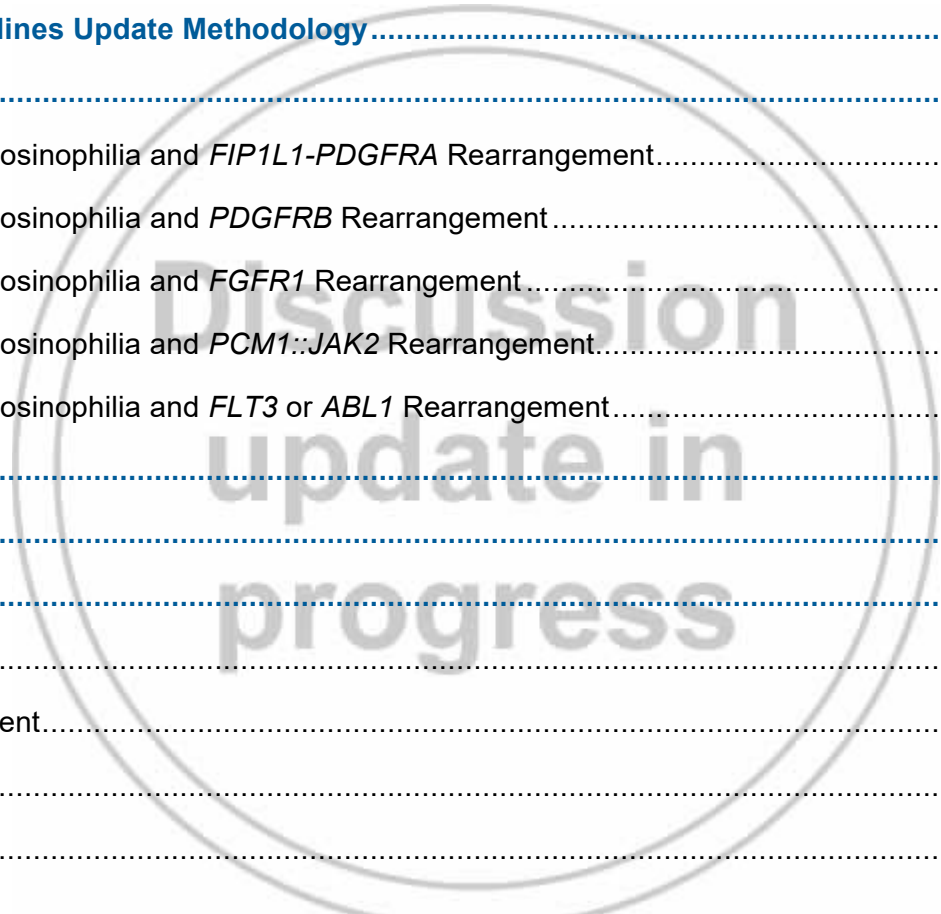 lines Update Methodology................................................................
................................................................................................
osinophilia and FIP1L1-PDGFRA Rearrangement.................................
osinophilia and PDGFRB Rearrangement.............................................
osinophilia and FGFR1 Rearrangement................................................
osinophilia and PCM1::JAK2 Rearrangement........................................
osinophilia and FLT3 or ABL1 Rearrangement......................................
................................................................................................
................................................................................................
................................................................................................
................................................................................................
ent...........................................................................................
................................................................................................
................................................................................................
Discussion
update in
progress